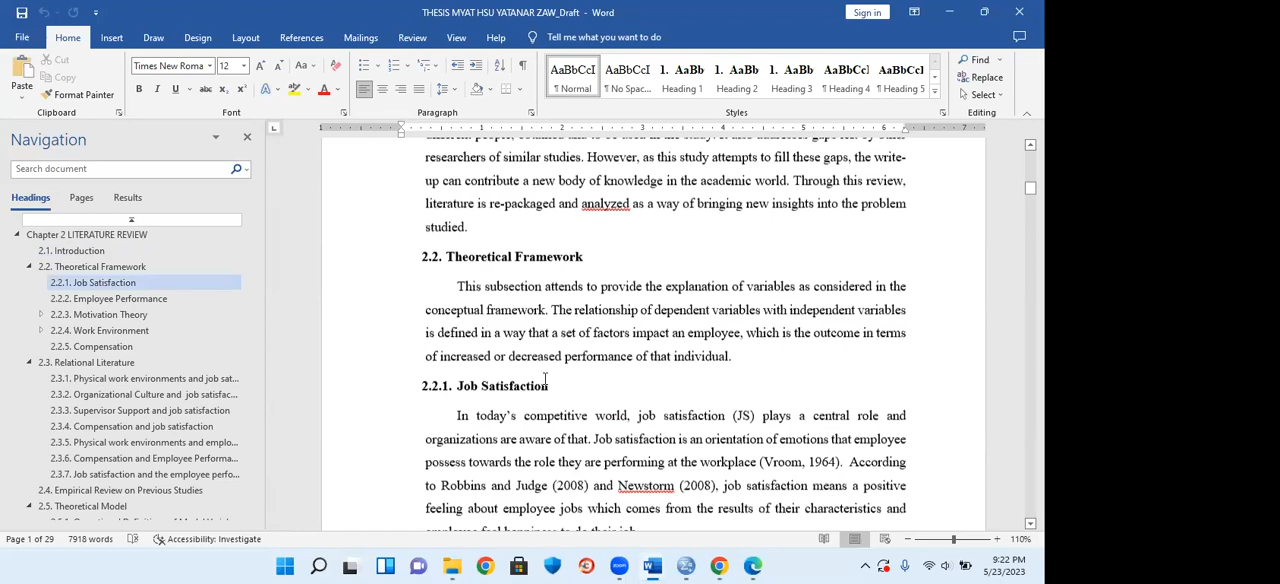 THESIS MYAT HSU YATANAR ZAW_Draft - Word
Sign in
File Home Insert Draw Design Layout References Mailings Review View Help Tell me what you want to do
Paste
Cut
Copy
Format Painter
Clipboard
Times New Roma 12
Font
Paragraph
AaBbCcI AaBbCcI 1. AaBb 1. AaBb 1. AaBb AaBbCcl AaBbCcI
¶ Normal ¶ No Spac... Heading 1 Heading 2 Heading 3 Heading 4 Heading 5
Styles
Find
Replace
Select
Editing
Navigation
Search document
Headings Pages Results
Chapter 2 LITERATURE REVIEW
2.1. Introduction
2.2. Theoretical Framework
2.2.1. Job Satisfaction
2.2.2. Employee Performance
2.2.3. Motivation Theory
2.2.4. Work Environment
2.2.5. Compensation
2.3. Relational Literature
2.3.1. Physical work environments and job sat...
2.3.2. Organizational Culture and job satisfac...
2.3.3. Supervisor Support and job satisfaction
2.3.4. Compensation and job satisfaction
2.3.5. Physical work environments and emplo...
2.3.6. Compensation and Employee Performa...
2.3.7. Job satisfaction and the employee perfo...
2.4. Empirical Review on Previous Studies
2.5. Theoretical Model
1 1 2 3 4 5 6 7
researchers of similar studies. However, as this study attempts to fill these gaps, the write-
up can contribute a new body of knowledge in the academic world. Through this review,
literature is re-packaged and analyzed as a way of bringing new insights into the problem
studied.
2.2. Theoretical Framework
This subsection attends to provide the explanation of variables as considered in the
conceptual framework. The relationship of dependent variables with independent variables
is defined in a way that a set of factors impact an employee, which is the outcome in terms
of increased or decreased performance of that individual.
2.2.1. Job Satisfaction
In today's competitive world, job satisfaction (JS) plays a central role and
organizations are aware of that. Job satisfaction is an orientation of emotions that employee
possess towards the role they are performing at the workplace (Vroom, 1964). According
to Robbins and Judge (2008) and Newstorm (2008), job satisfaction means a positive
feeling about employee jobs which comes from the results of their characteristics and
Page 1 of 29 7918 words Accessibility: Investigate 110%
9:22 PM
5/23/2023